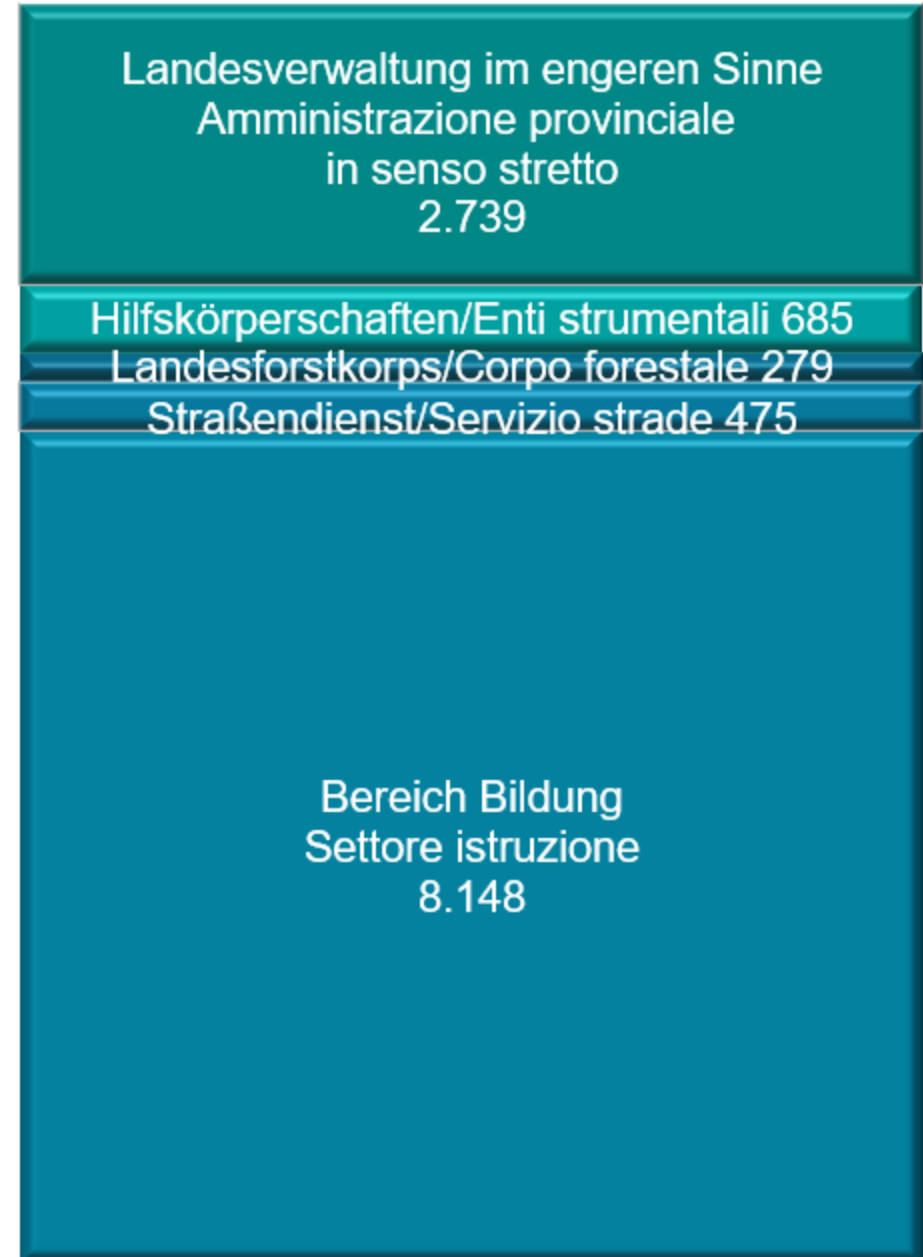 Landesverwaltung im engeren Sinne
Amministrazione provinciale
in senso stretto
2.739
Hilfskörperschaften/Enti strumentali 685
Landesforstkorps/Corpo forestale 279
Straßendienst/Servizio strade 475
Bereich Bildung
Settore istruzione
8.148